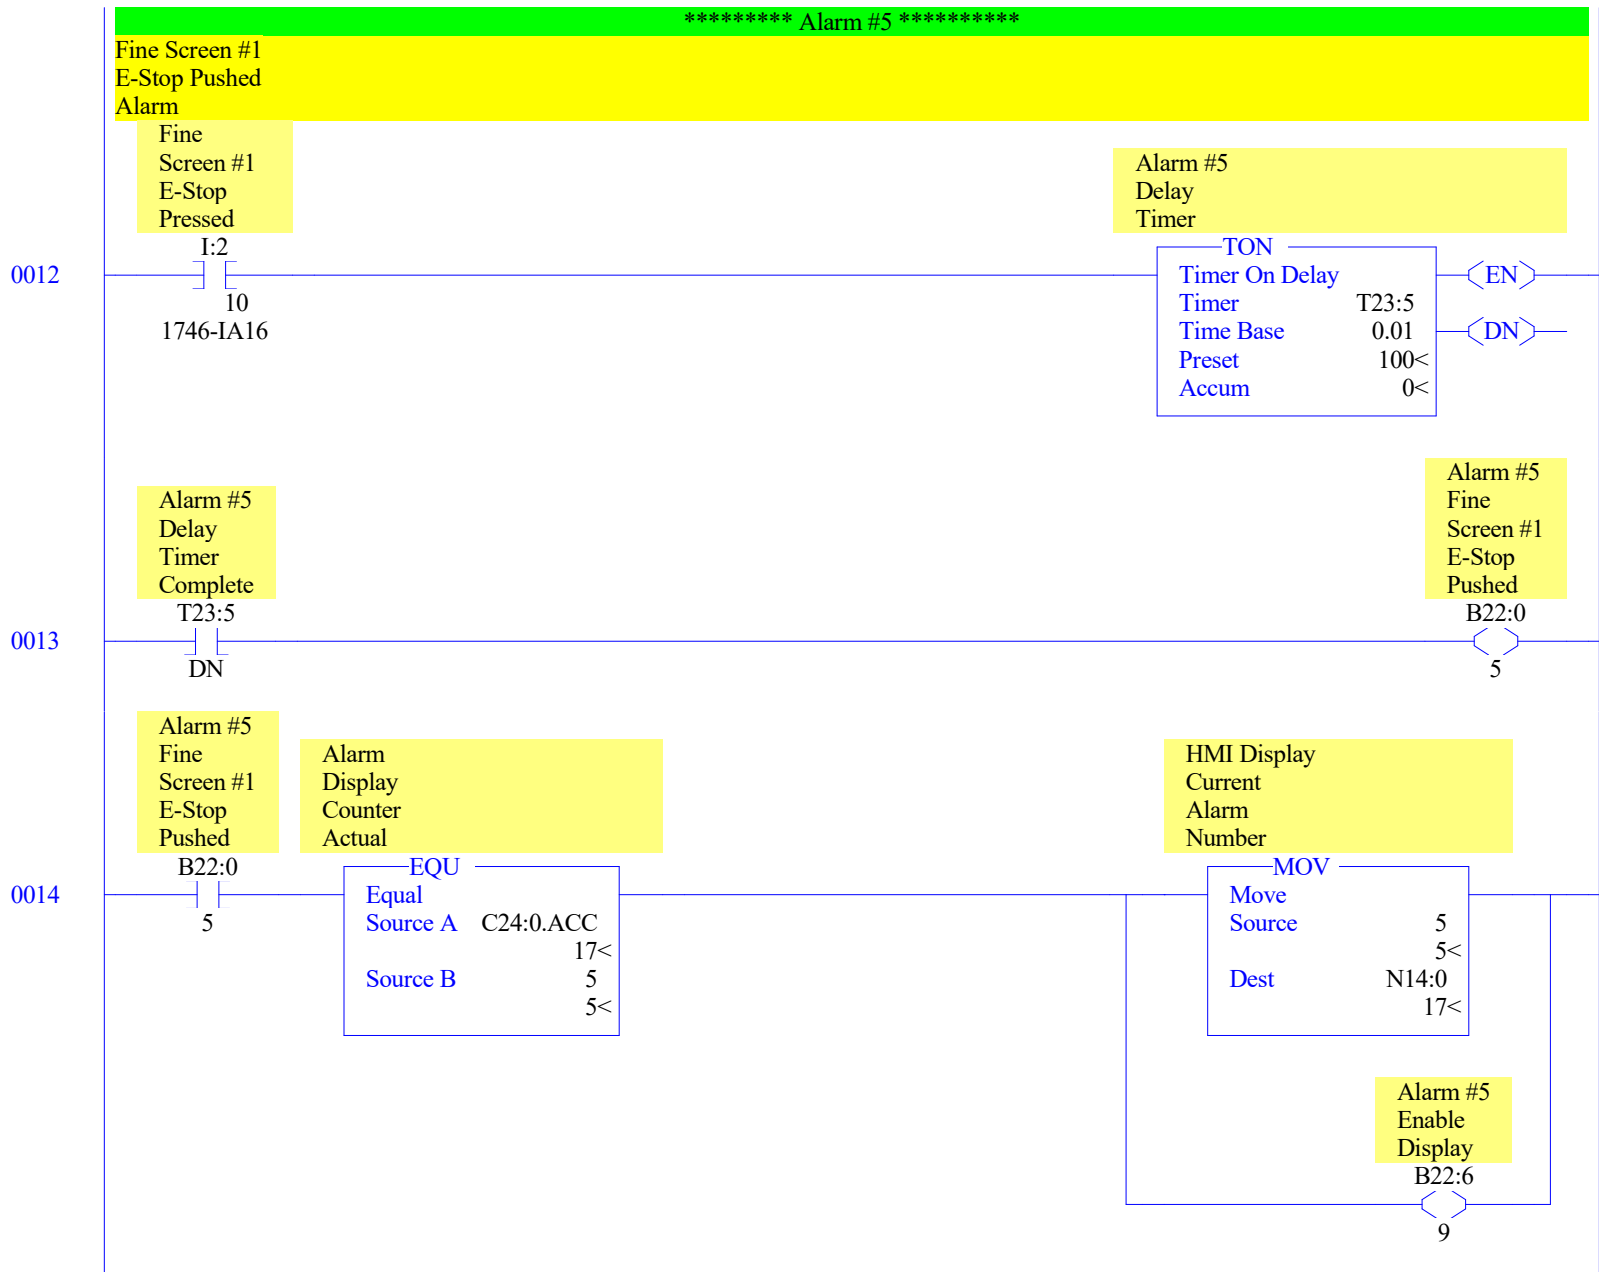 ********* Alarm #5 **********
Fine Screen #1
E-Stop Pushed
Alarm
Fine
Screen #1
E-Stop
Pressed
I:2
10
1746-IA16
Alarm #5
Delay
Timer
0012
TON
Timer On Delay
Timer T23:5
Time Base 0.01
Preset 100<
Accum 0<
EN
DN
Alarm #5
Delay
Timer
Complete
T23:5
DN
Alarm #5
Fine
Screen #1
E-Stop
Pushed
B22:0
5
0013
Alarm #5
Fine
Screen #1
E-Stop
Pushed
B22:0
5
Alarm
Display
Counter
Actual
0014
EQU
Equal
Source A C24:0.ACC
17<
Source B 5
5<
HMI Display
Current
Alarm
Number
MOV
Move
Source 5
5<
Dest N14:0
17<
Alarm #5
Enable
Display
B22:6
9